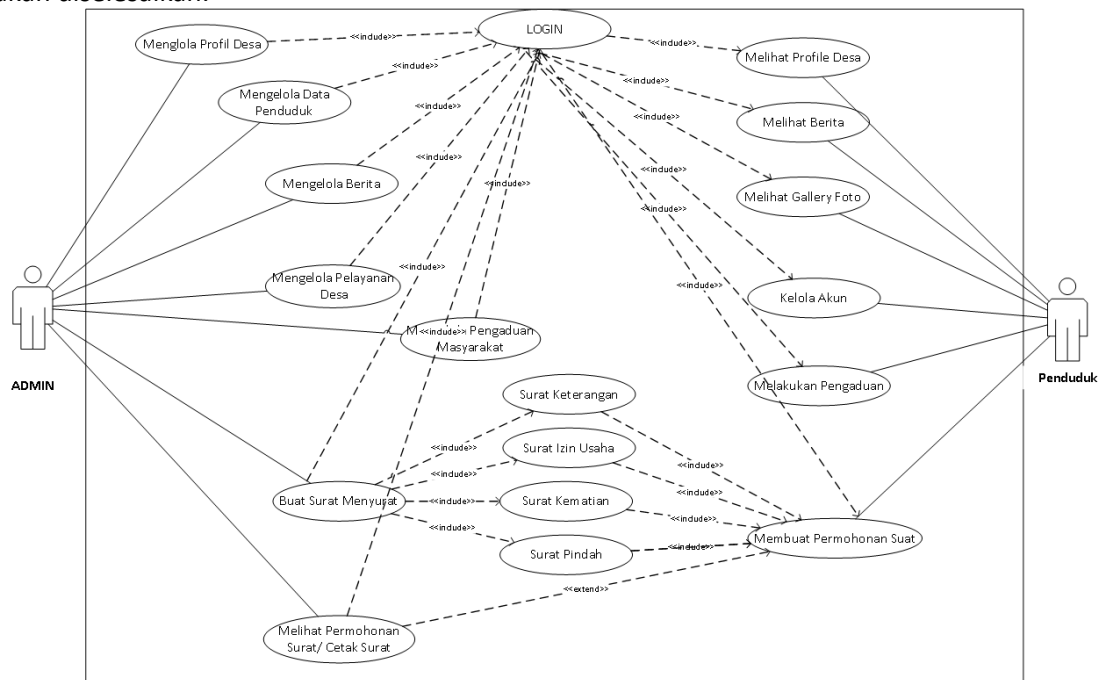 LOGIN
Menglola Profil Desa
<<include>>
<<include>>
Melihat Profile Desa
<<include>>
<<include>>
Mengelola Data
Penduduk
<<include>>
Melihat Berita
<<include>>
<<include>>
Mengelola Berita
<<include>>
<<include>>
Melihat Gallery Foto
<<include>>
<<include>>
Mengelola Pelayanan
Desa
<<include>>
Kelola Akun
<<include>>
Pengaduan
Masyarakat
ADMIN
Penduduk
Melakukan Pengaduan
Surat Keterangan
<<include>>
Surat Izin Usaha
<<include>>
<<include>>
<<include>>
Buat Surat Menyurat
<<include>>
Surat Kematian
<<include>>
<<include>>
Membuat Permohonan Suat
Surat Pindah
<<include>>
<<extend>>
Melihat Permohonan
Surat/ Cetak Surat